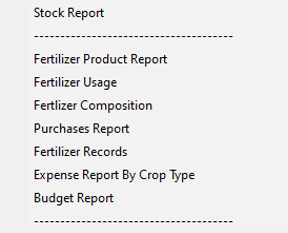 Stock Report
-------------------------------------
Fertilizer Product Report
Fertilizer Usage
Fertlizer Composition
Purchases Report
Fertilizer Records
Expense Report By Crop Type
Budget Report
-------------------------------------